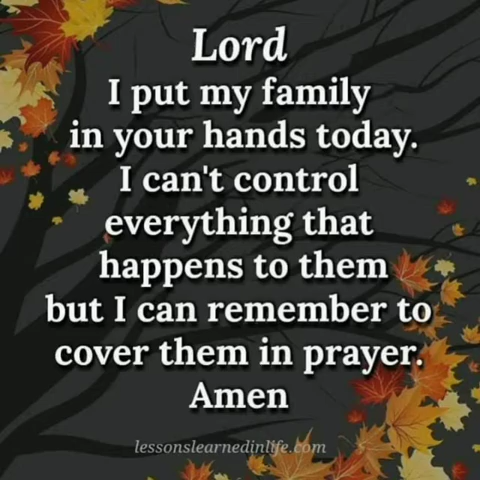 Lord
I put my family
in your hands today.
I can't control
everything that
happens to them
but I can remember to
cover them in prayer.
Amen
lessonslearnedinlife.com